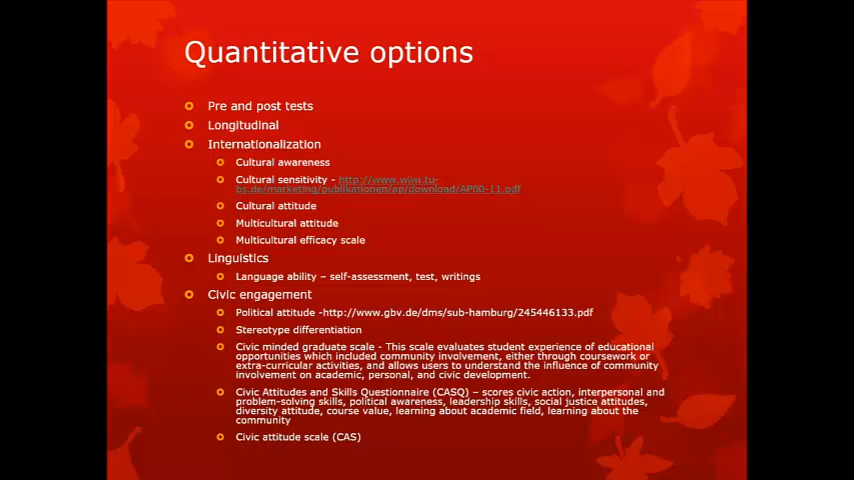 Quantitative options
Pre and post tests
Longitudinal
Internationalization
Cultural awareness
Cultural sensitivity - http://www.wiwi.tu-
bs.de/marketing/publikationen/ap/download/AP00-11.pdf
Cultural attitude
Multicultural attitude
Multicultural efficacy scale
Linguistics
Language ability – self-assessment, test, writings
Civic engagement
Political attitude -http://www.gbv.de/dms/sub-hamburg/245446133.pdf
Stereotype differentiation
Civic minded graduate scale - This scale evaluates student experience of educational
opportunities which included community involvement, either through coursework or
extra-curricular activities, and allows users to understand the influence of community
involvement on academic, personal, and civic development.
Civic Attitudes and Skills Questionnaire (CASQ) – scores civic action, interpersonal and
problem-solving skills, political awareness, leadership skills, social justice attitudes,
diversity attitude, course value, learning about academic field, learning about the
community
Civic attitude scale (CAS)